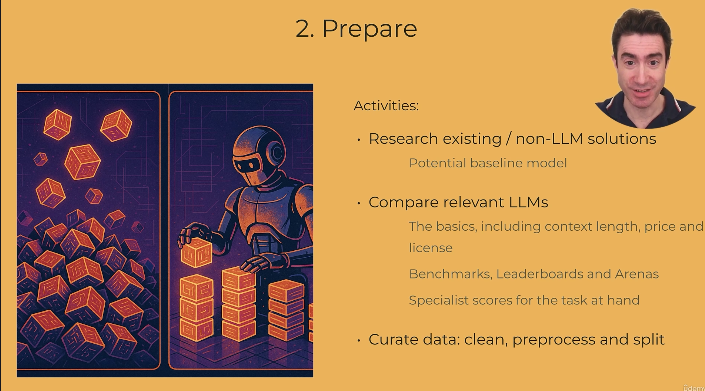 2. Prepare
Activities:
• Research existing / non-LLM solutions
Potential baseline model
• Compare relevant LLMs
The basics, including context length, price and
license
Benchmarks, Leaderboards and Arenas
Specialist scores for the task at hand
• Curate data: clean, preprocess and split